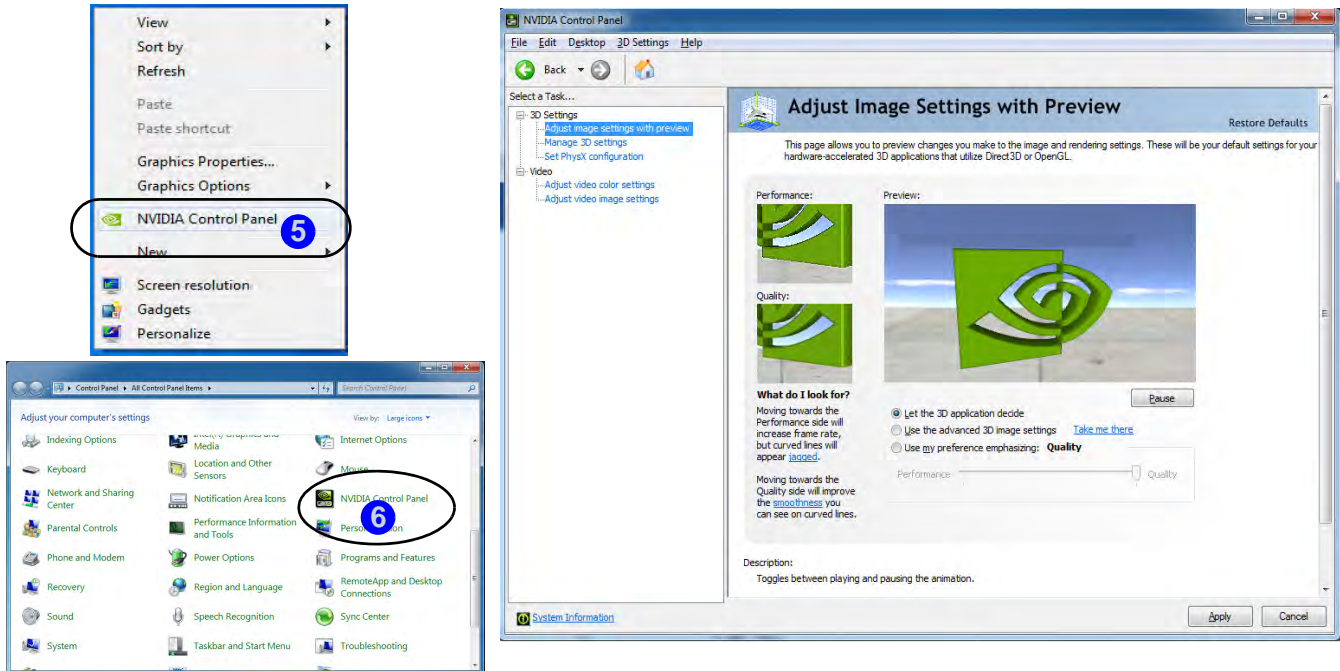 View
Sort by
Refresh
Paste
Paste shortcut
Graphics Properties...
Graphics Options
NVIDIA Control Panel
5
New
Screen resolution
Gadgets
Personalize
Control Panel
All Control Panel Items
Search Control Panel
Adjust your computer's settings
View by: Large icons
Indexing Options
Intel(R) Graphics and
Media
Internet Options
Keyboard
Location and Other
Sensors
Mouse
Network and Sharing
Center
Notification Area Icons
NVIDIA Control Panel
6
Parental Controls
Performance Information
and Tools
Phone and Modem
Power Options
Programs and Features
Recovery
Region and Language
RemoteApp and Desktop
Connections
Sound
Speech Recognition
Sync Center
System
Taskbar and Start Menu
Troubleshooting
NVIDIA Control Panel
File Edit Desktop 3D Settings Help
Back
Select a Task...
3D Settings
Adjust image settings with preview
Manage 3D settings
Set PhysX configuration
Video
Adjust video color settings
Adjust video image settings
System Information
Adjust Image Settings with Preview
Restore Defaults
This page allows you to preview changes you make to the image and rendering settings. These will be your default settings for your
hardware-accelerated 3D applications that utilize Direct3D or OpenGL.
Performance:
Preview:
Quality:
What do I look for?
Moving towards the
Performance side will
increase frame rate,
but curved lines will
appear jagged.
Moving towards the
Quality side will improve
the smoothness you
can see on curved lines.
Pause
Let the 3D application decide
Use the advanced 3D image settings Take me there
Use my preference emphasizing: Quality
Performance
Quality
Description:
Toggles between playing and pausing the animation.
Apply
Cancel